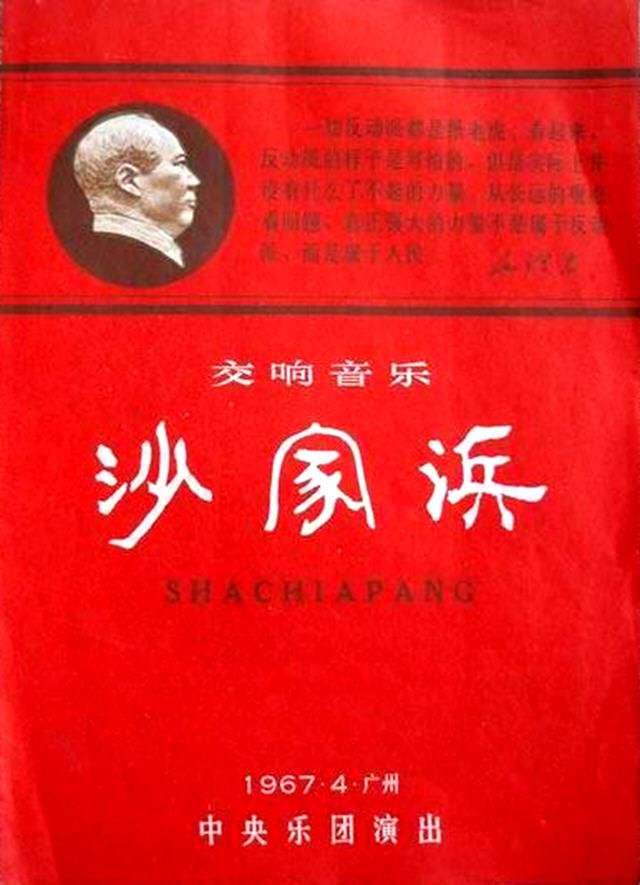 一切反动派都是纸老虎。看起来，
反动派的样子是可怕的，但是实际上并
没有什么了不起的力量。从长远的观点
看问题，真正强大的力量不是属于反动
派，而是属于人民
毛泽东
交响音乐
沙家浜
SHACHIAPANG
1967·4·广州
中央乐团演出